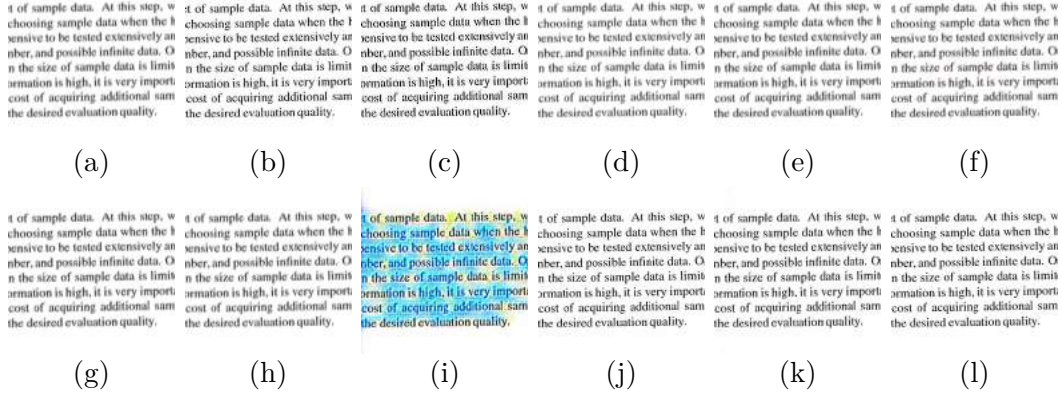 t of sample data. At this step, w
choosing sample data when the h
pensive to be tested extensively an
nber, and possible infinite data. O
n the size of sample data is limit
ormation is high, it is very importa
cost of acquiring additional sam
the desired evaluation quality.
t of sample data. At this step, w
choosing sample data when the h
pensive to be tested extensively an
nber, and possible infinite data. O
n the size of sample data is limit
ormation is high, it is very importa
cost of acquiring additional sam
the desired evaluation quality.
t of sample data. At this step, w
choosing sample data when the h
pensive to be tested extensively an
nber, and possible infinite data. O
n the size of sample data is limit
ormation is high, it is very importa
cost of acquiring additional sam
the desired evaluation quality.
t of sample data. At this step, w
choosing sample data when the h
pensive to be tested extensively an
nber, and possible infinite data. O
n the size of sample data is limit
ormation is high, it is very importa
cost of acquiring additional sam
the desired evaluation quality.
t of sample data. At this step, w
choosing sample data when the h
pensive to be tested extensively an
nber, and possible infinite data. O
n the size of sample data is limit
ormation is high, it is very importa
cost of acquiring additional sam
the desired evaluation quality.
t of sample data. At this step, w
choosing sample data when the h
pensive to be tested extensively an
nber, and possible infinite data. O
n the size of sample data is limit
ormation is high, it is very importa
cost of acquiring additional sam
the desired evaluation quality.
(a) (b) (c) (d) (e) (f)
t of sample data. At this step, w
choosing sample data when the h
pensive to be tested extensively an
nber, and possible infinite data. O
n the size of sample data is limit
ormation is high, it is very importa
cost of acquiring additional sam
the desired evaluation quality.
t of sample data. At this step, w
choosing sample data when the h
pensive to be tested extensively an
nber, and possible infinite data. O
n the size of sample data is limit
ormation is high, it is very importa
cost of acquiring additional sam
the desired evaluation quality.
t of sample data. At this step, w
choosing sample data when the h
pensive to be tested extensively an
nber, and possible infinite data. O
n the size of sample data is limit
ormation is high, it is very importa
cost of acquiring additional sam
the desired evaluation quality.
t of sample data. At this step, w
choosing sample data when the h
pensive to be tested extensively an
nber, and possible infinite data. O
n the size of sample data is limit
ormation is high, it is very importa
cost of acquiring additional sam
the desired evaluation quality.
t of sample data. At this step, w
choosing sample data when the h
pensive to be tested extensively an
nber, and possible infinite data. O
n the size of sample data is limit
ormation is high, it is very importa
cost of acquiring additional sam
the desired evaluation quality.
t of sample data. At this step, w
choosing sample data when the h
pensive to be tested extensively an
nber, and possible infinite data. O
n the size of sample data is limit
ormation is high, it is very importa
cost of acquiring additional sam
the desired evaluation quality.
(g) (h) (i) (j) (k) (l)